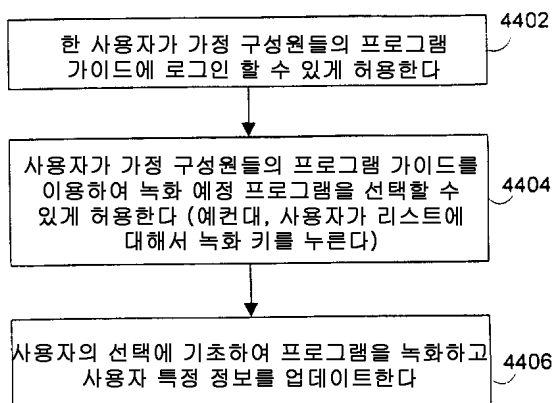 한 사용자가 가정 구성원들의 프로그램
가이드에 로그인 할 수 있게 허용한다
4402
사용자가 가정 구성원들의 프로그램 가이드를
이용하여 녹화 예정 프로그램을 선택할 수
있게 허용한다 (예컨대, 사용자가 리스트에
대해서 녹화 키를 누른다)
4404
사용자의 선택에 기초하여 프로그램을 녹화하고
사용자 특정 정보를 업데이트한다
4406